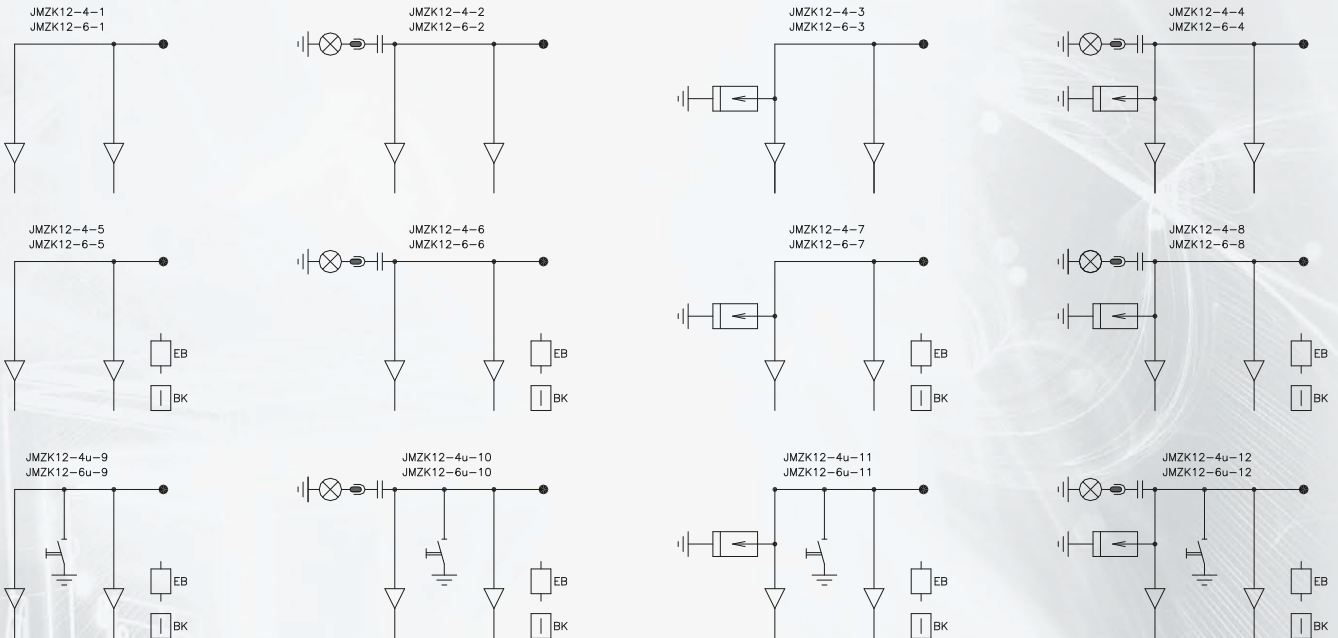 JMZK12-4-1
JMZK12-6-1
JMZK12-4-2
JMZK12-6-2
JMZK12-4-3
JMZK12-6-3
JMZK12-4-4
JMZK12-6-4
JMZK12-4-5
JMZK12-6-5
EB
BK
JMZK12-4-6
JMZK12-6-6
EB
BK
JMZK12-4-7
JMZK12-6-7
EB
BK
JMZK12-4-8
JMZK12-6-8
EB
BK
JMZK12-4u-9
JMZK12-6u-9
EB
BK
JMZK12-4u-10
JMZK12-6u-10
EB
BK
JMZK12-4u-11
JMZK12-6u-11
EB
BK
JMZK12-4u-12
JMZK12-6u-12
EB
BK